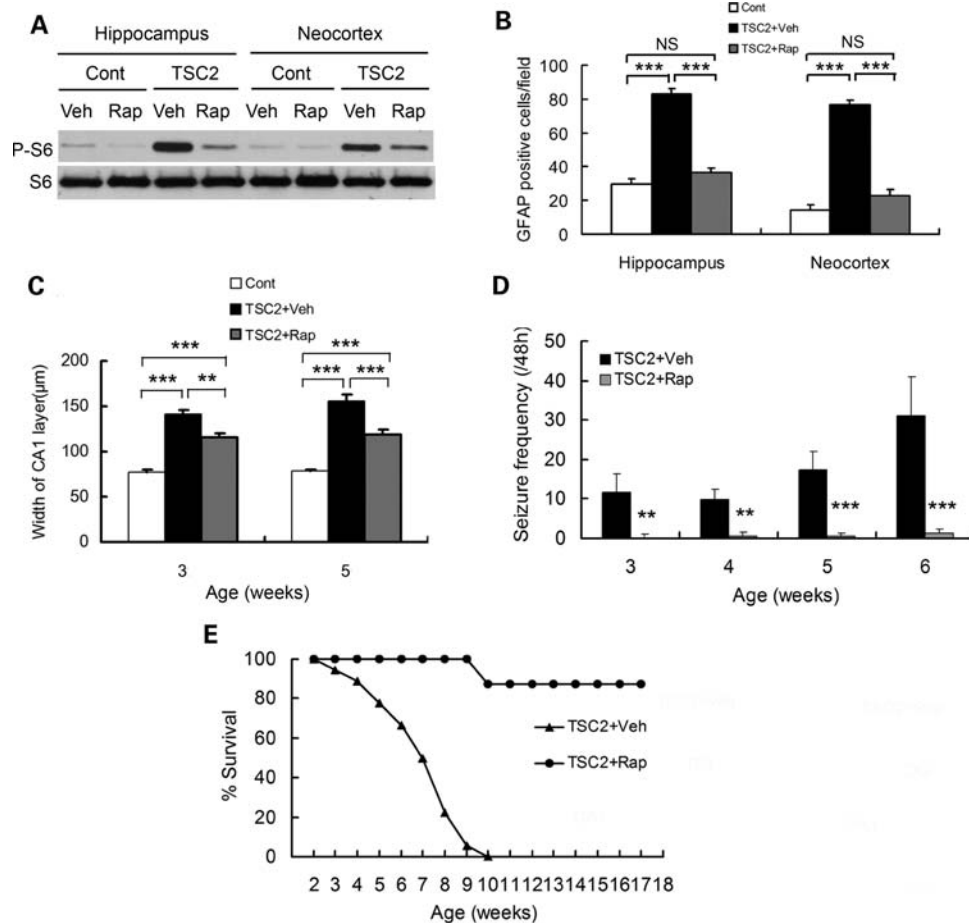 A
Hippocampus Neocortex
Cont TSC2 Cont TSC2
Veh Rap Veh Rap Veh Rap Veh Rap
P-S6
S6
B
Cont
TSC2+Veh
TSC2+Rap
NS NS
*** *** *** ***
GFAP positive cells/field
100
80
60
40
20
0
Hippocampus Neocortex
C
Cont
TSC2+Veh
TSC2+Rap
*** ***
*** ** *** ***
Width of CA1 layer(µm)
200
150
100
50
0
3 5
Age (weeks)
D
Seizure frequency (/48h)
50
40
30
20
10
0
TSC2+Veh
TSC2+Rap
** ** *** ***
3 4 5 6
Age (weeks)
E
% Survival
100
80
60
40
20
0
TSC2+Veh
TSC2+Rap
2 3 4 5 6 7 8 9 10 11 12 13 14 15 16 17 18
Age (weeks)